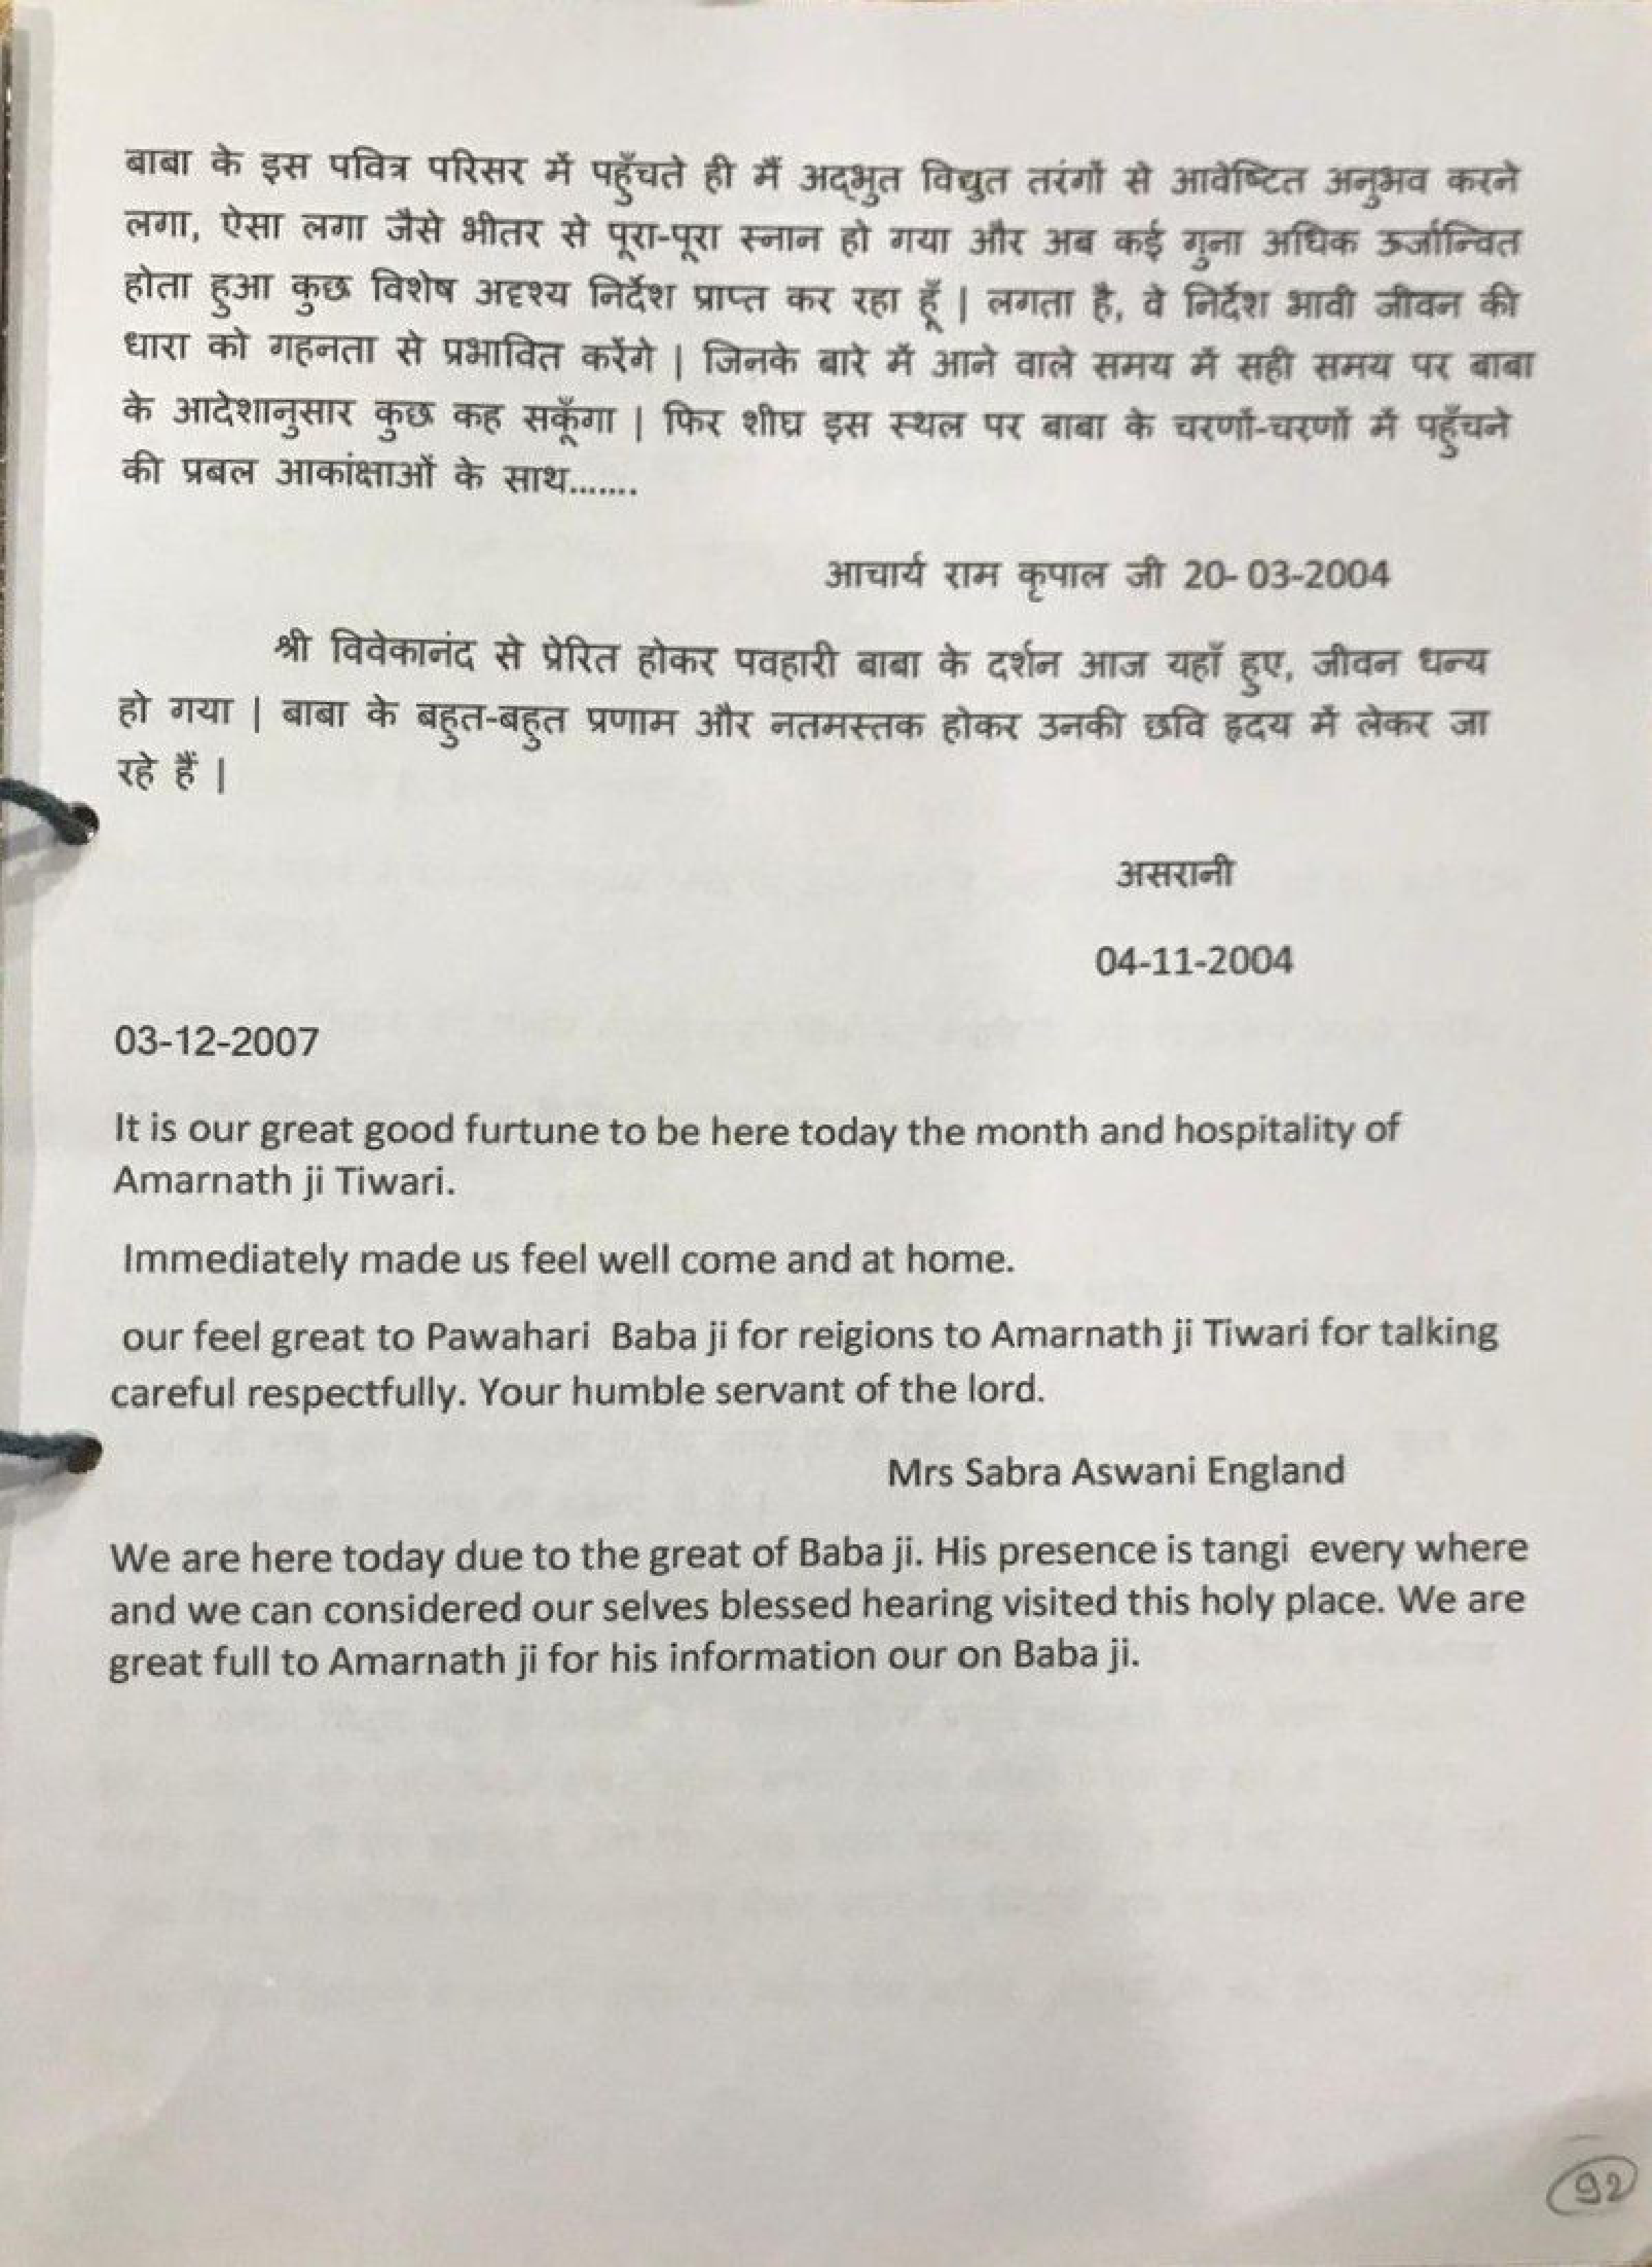 बाबा के इस पवित्र परिसर में पहुँचते ही मैं अद्भुत विद्युत तरंगों से आवेष्टित अनुभव करने
लगा, ऐसा लगा जैसे भीतर से पूरा-पूरा स्नान हो गया और अब कई गुना अधिक ऊर्जान्वित
होता हुआ कुछ विशेष अदृश्य निर्देश प्राप्त कर रहा हूँ | लगता है, वे निर्देश भावी जीवन की
धारा को गहनता से प्रभावित करेंगे | जिनके बारे में आने वाले समय में सही समय पर बाबा
के आदेशानुसार कुछ कह सकूँगा | फिर शीघ्र इस स्थल पर बाबा के चरणों-चरणों में पहुँचने
की प्रबल आकांक्षाओं के साथ.......
आचार्य राम कृपाल जी 20- 03-2004
श्री विवेकानंद से प्रेरित होकर पवहारी बाबा के दर्शन आज यहाँ हुए, जीवन धन्य
हो गया | बाबा के बहुत-बहुत प्रणाम और नतमस्तक होकर उनकी छवि हृदय में लेकर जा
रहे हैं |
असरानी
04-11-2004
03-12-2007
It is our great good furtune to be here today the month and hospitality of
Amarnath ji Tiwari.
Immediately made us feel well come and at home.
our feel great to Pawahari Baba ji for reigions to Amarnath ji Tiwari for talking
careful respectfully. Your humble servant of the lord.
Mrs Sabra Aswani England
We are here today due to the great of Baba ji. His presence is tangi every where
and we can considered our selves blessed hearing visited this holy place. We are
great full to Amarnath ji for his information our on Baba ji.
92